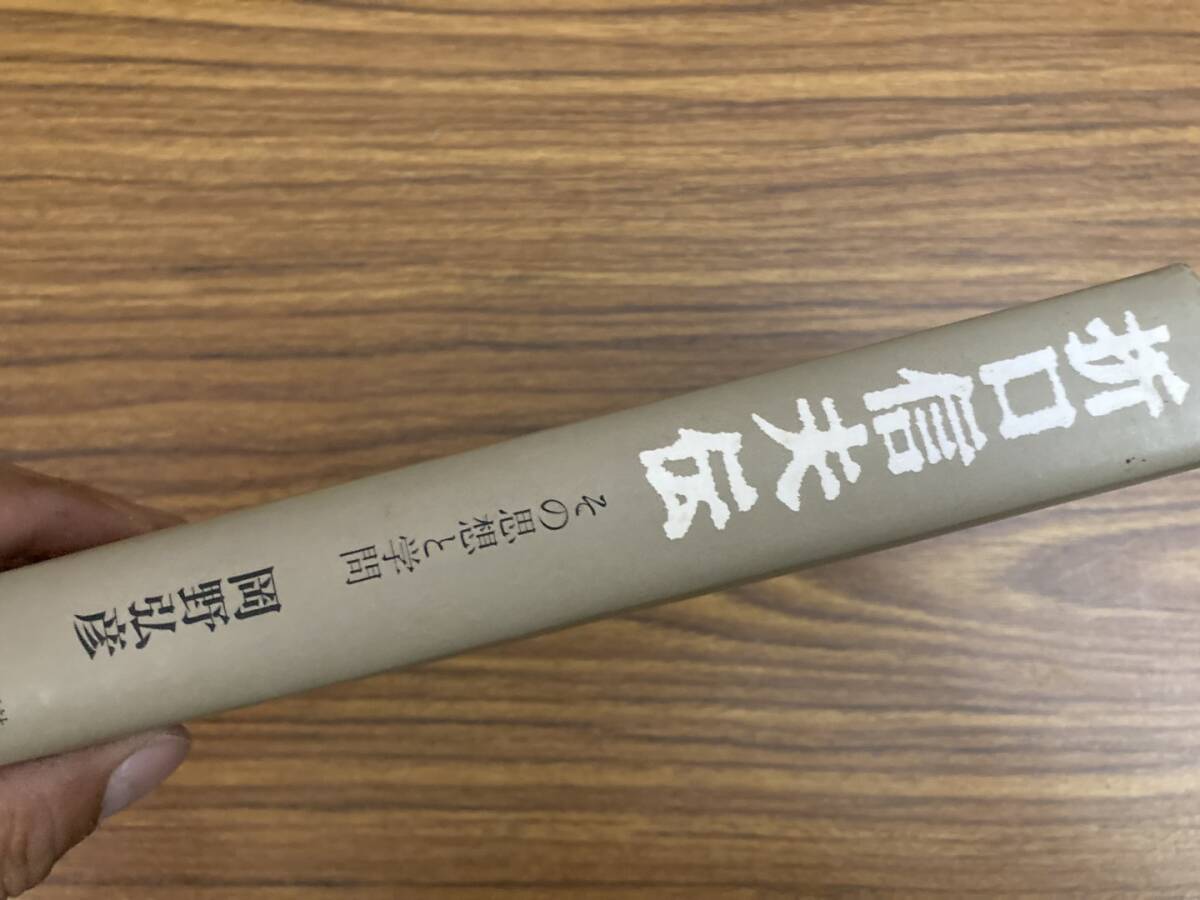 折口信夫伝
その思想と学問
岡野弘彦